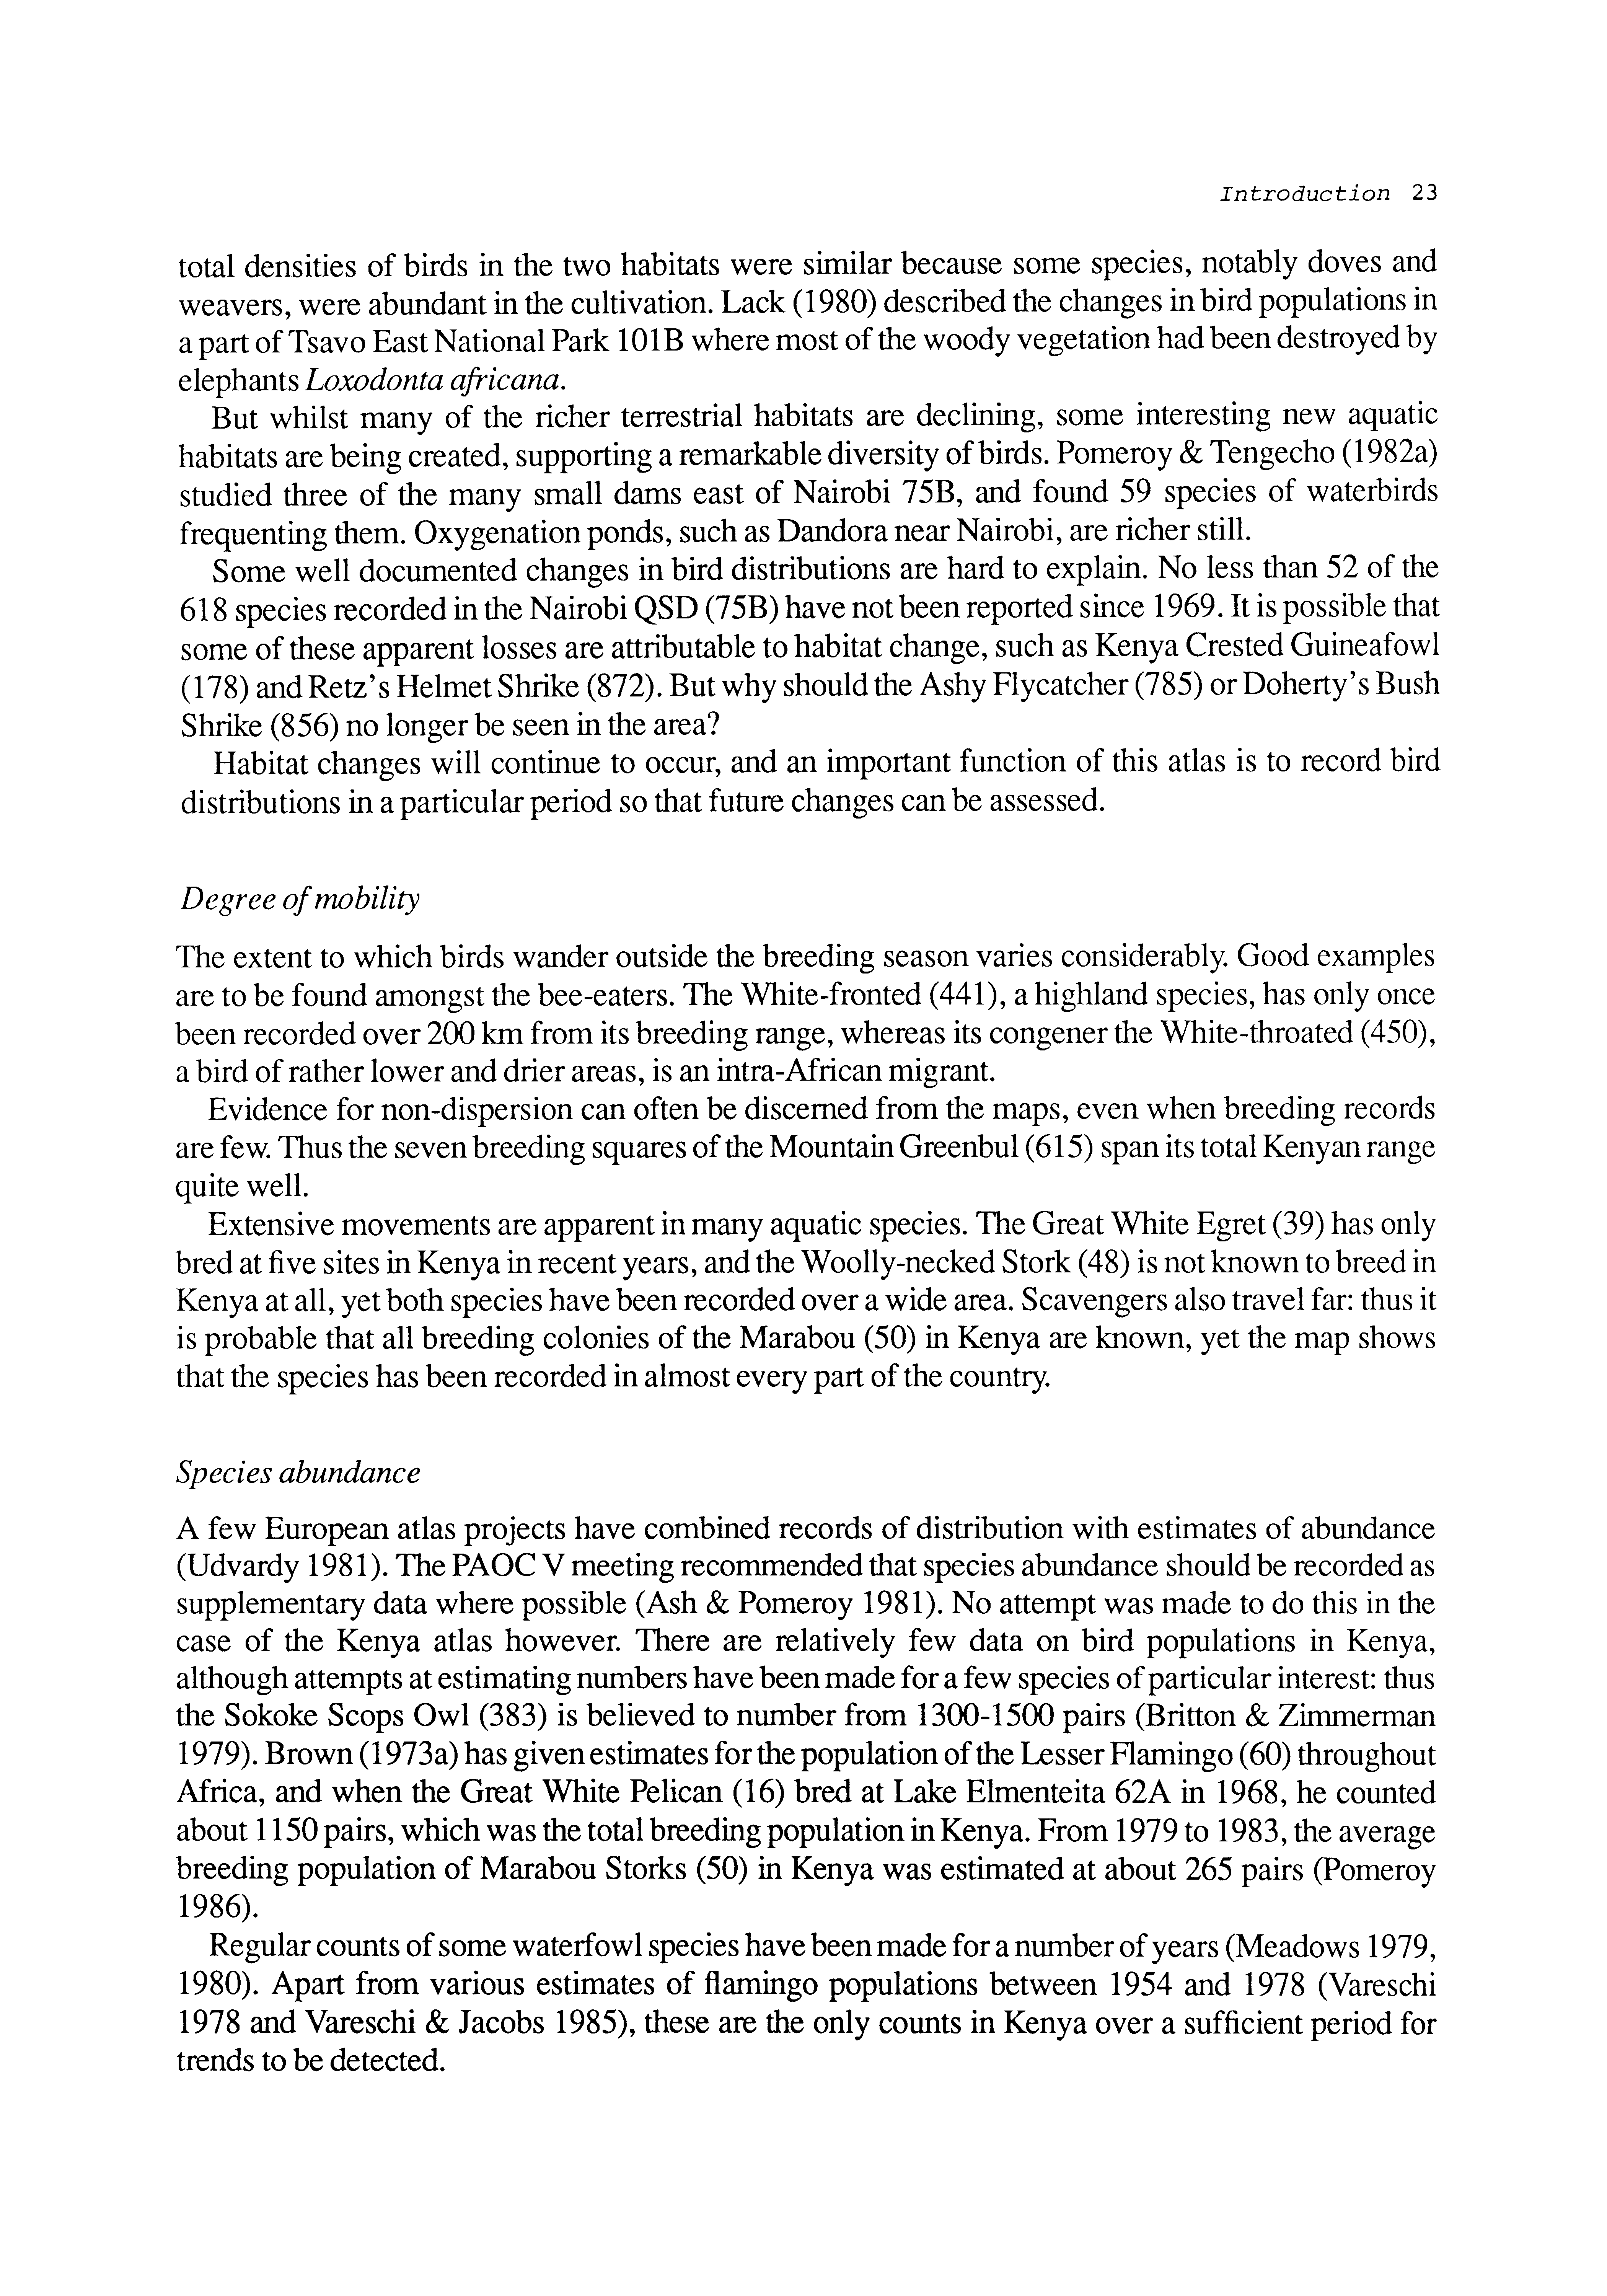 Introduction 23
total densities of birds in the two habitats were similar because some species, notably doves and
weavers, were abundant in the cultivation. Lack (1980) described the changes in bird populations in
a part of Tsavo East National Park 101B where most of the woody vegetation had been destroyed by
elephants Loxodonta africana.
But whilst many of the richer terrestrial habitats are declining, some interesting new aquatic
habitats are being created, supporting a remarkable diversity of birds. Pomeroy & Tengecho (1982a)
studied three of the many small dams east of Nairobi 75B, and found 59 species of waterbirds
frequenting them. Oxygenation ponds, such as Dandora near Nairobi, are richer still.
Some well documented changes in bird distributions are hard to explain. No less than 52 of the
618 species recorded in the Nairobi QSD (75B) have not been reported since 1969. It is possible that
some of these apparent losses are attributable to habitat change, such as Kenya Crested Guineafowl
(178) and Retz's Helmet Shrike (872). But why should the Ashy Flycatcher (785) or Doherty's Bush
Shrike (856) no longer be seen in the area?
Habitat changes will continue to occur, and an important function of this atlas is to record bird
distributions in a particular period so that future changes can be assessed.
Degree of mobility
The extent to which birds wander outside the breeding season varies considerably. Good examples
are to be found amongst the bee-eaters. The White-fronted (441), a highland species, has only once
been recorded over 200 km from its breeding range, whereas its congener the White-throated (450),
a bird of rather lower and drier areas, is an intra-African migrant.
Evidence for non-dispersion can often be discerned from the maps, even when breeding records
are few. Thus the seven breeding squares of the Mountain Greenbul (615) span its total Kenyan range
quite well.
Extensive movements are apparent in many aquatic species. The Great White Egret (39) has only
bred at five sites in Kenya in recent years, and the Woolly-necked Stork (48) is not known to breed in
Kenya at all, yet both species have been recorded over a wide area. Scavengers also travel far: thus it
is probable that all breeding colonies of the Marabou (50) in Kenya are known, yet the map shows
that the species has been recorded in almost every part of the country.
Species abundance
A few European atlas projects have combined records of distribution with estimates of abundance
(Udvardy 1981). The PAOC V meeting recommended that species abundance should be recorded as
supplementary data where possible (Ash & Pomeroy 1981). No attempt was made to do this in the
case of the Kenya atlas however. There are relatively few data on bird populations in Kenya,
although attempts at estimating numbers have been made for a few species of particular interest: thus
the Sokoke Scops Owl (383) is believed to number from 1300-1500 pairs (Britton & Zimmerman
1979). Brown (1973a) has given estimates for the population of the Lesser Flamingo (60) throughout
Africa, and when the Great White Pelican (16) bred at Lake Elmenteita 62A in 1968, he counted
about 1150 pairs, which was the total breeding population in Kenya. From 1979 to 1983, the average
breeding population of Marabou Storks (50) in Kenya was estimated at about 265 pairs (Pomeroy
1986).
Regular counts of some waterfowl species have been made for a number of years (Meadows 1979,
1980). Apart from various estimates of flamingo populations between 1954 and 1978 (Vareschi
1978 and Vareschi & Jacobs 1985), these are the only counts in Kenya over a sufficient period for
trends to be detected.